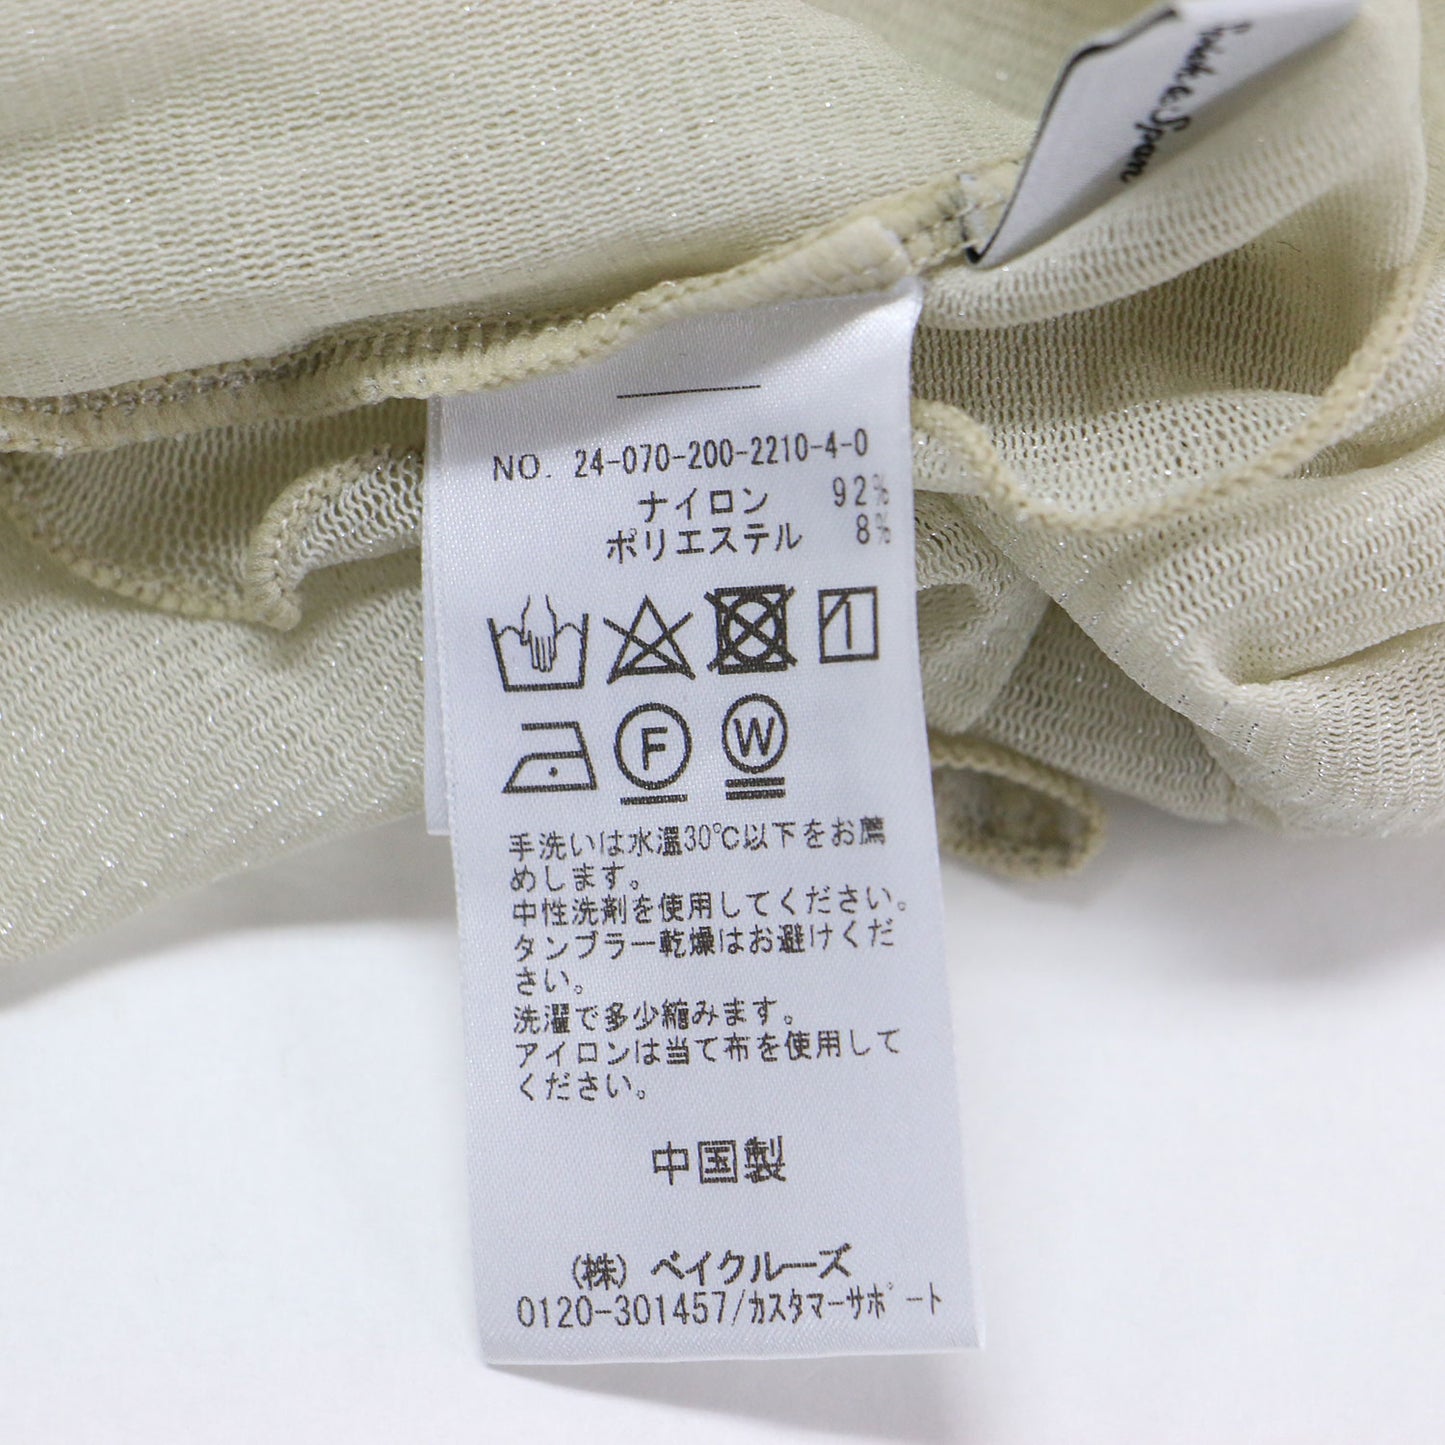 Spick & Span
NO. 24-070-200-2210-4-0
ナイロン 92%
ポリエステル 8%
F
W
手洗いは水温30℃以下をお薦
めします。
中性洗剤を使用してください。
タンブラー乾燥はお避けくだ
さい。
洗濯で多少縮みます。
アイロンは当て布を使用して
ください。
中国製
(株) ベイクルーズ
0120-301457/カスタマーサポート